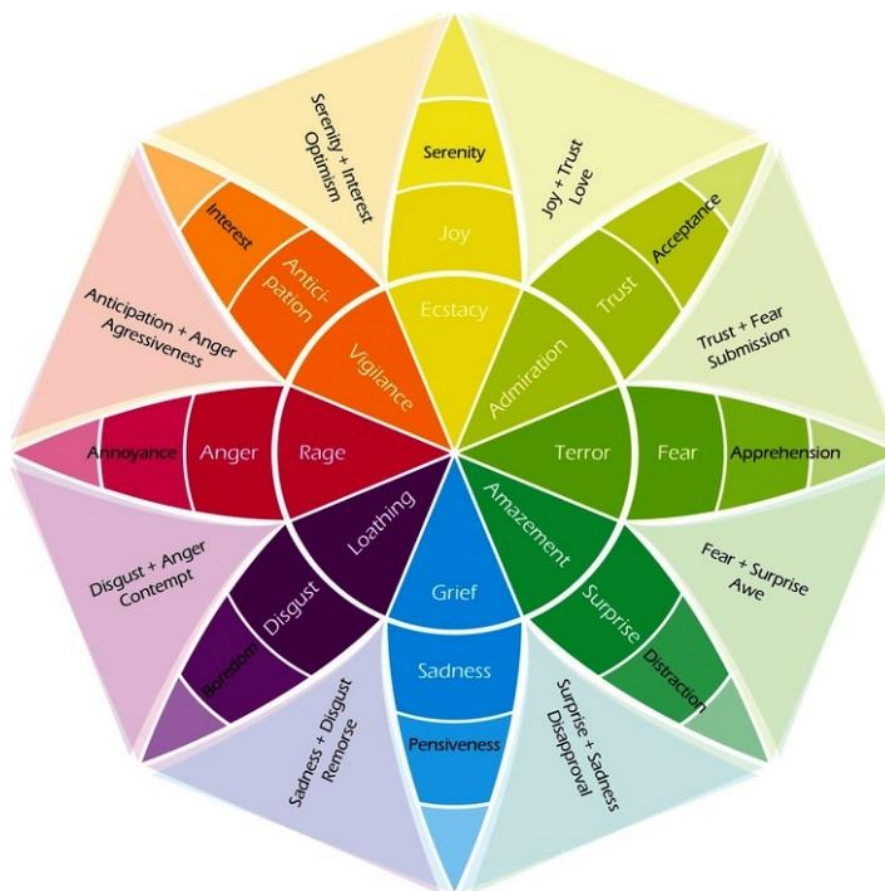 Serenity + Interest
Optimism
Joy + Trust
Love
Serenity
Joy
Ecstacy
Interest
Antici-
pation
Vigilance
Acceptance
Trust
Admiration
Anticipation + Anger
Agressiveness
Trust + Fear
Submission
Annoyance
Anger
Rage
Terror
Fear
Apprehension
Disgust + Anger
Contempt
Loathing
Disgust
Boredom
Grief
Sadness
Pensiveness
Amazement
Surprise
Distraction
Fear + Surprise
Awe
Sadness + Disgust
Remorse
Surprise + Sadness
Disapproval